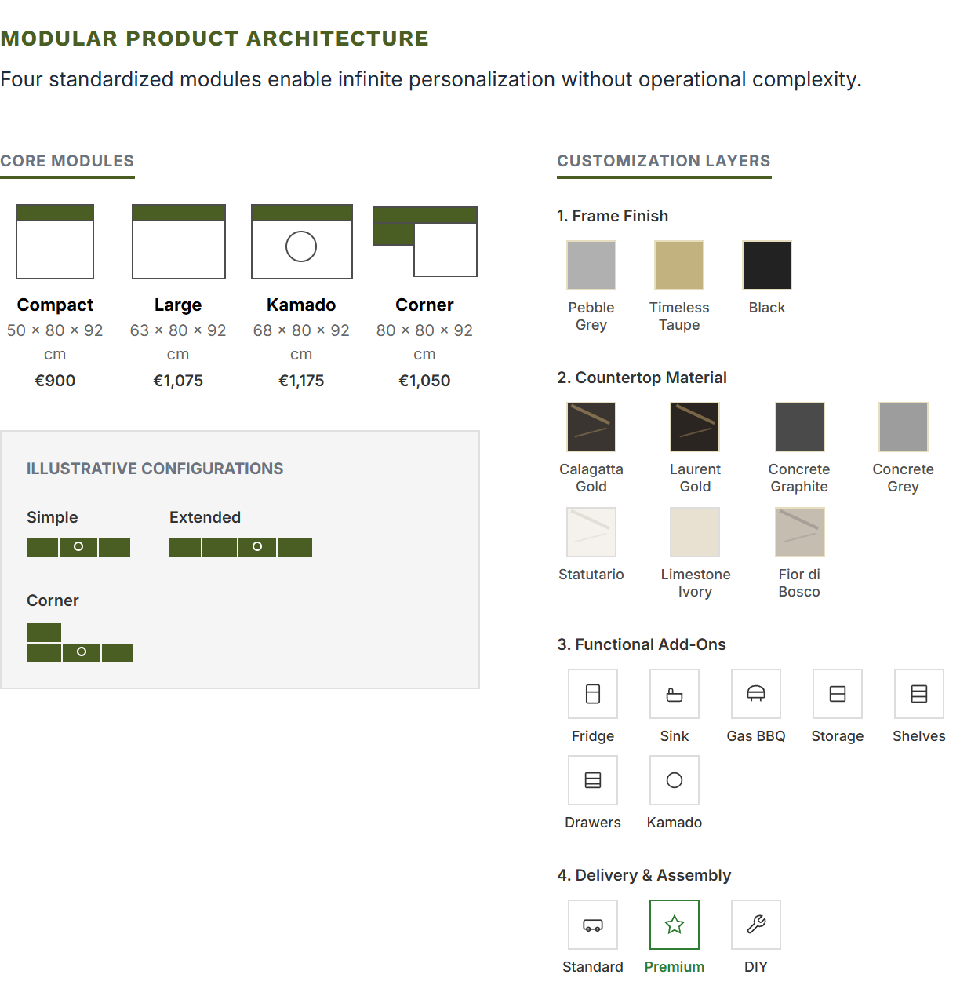 MODULAR PRODUCT ARCHITECTURE
Four standardized modules enable infinite personalization without operational complexity.
CORE MODULES
Compact
50 × 80 × 92
cm
€900
Large
63 × 80 × 92
cm
€1,075
Kamado
68 × 80 × 92
cm
€1,175
Corner
80 × 80 × 92
cm
€1,050
ILLUSTRATIVE CONFIGURATIONS
Simple
Extended
Corner
CUSTOMIZATION LAYERS
1. Frame Finish
Pebble
Grey
Timeless
Taupe
Black
2. Countertop Material
Calagatta
Gold
Laurent
Gold
Concrete
Graphite
Concrete
Grey
Statutario
Limestone
Ivory
Fior di
Bosco
3. Functional Add-Ons
Fridge
Sink
Gas BBQ
Storage
Shelves
Drawers
Kamado
4. Delivery & Assembly
Standard
Premium
DIY